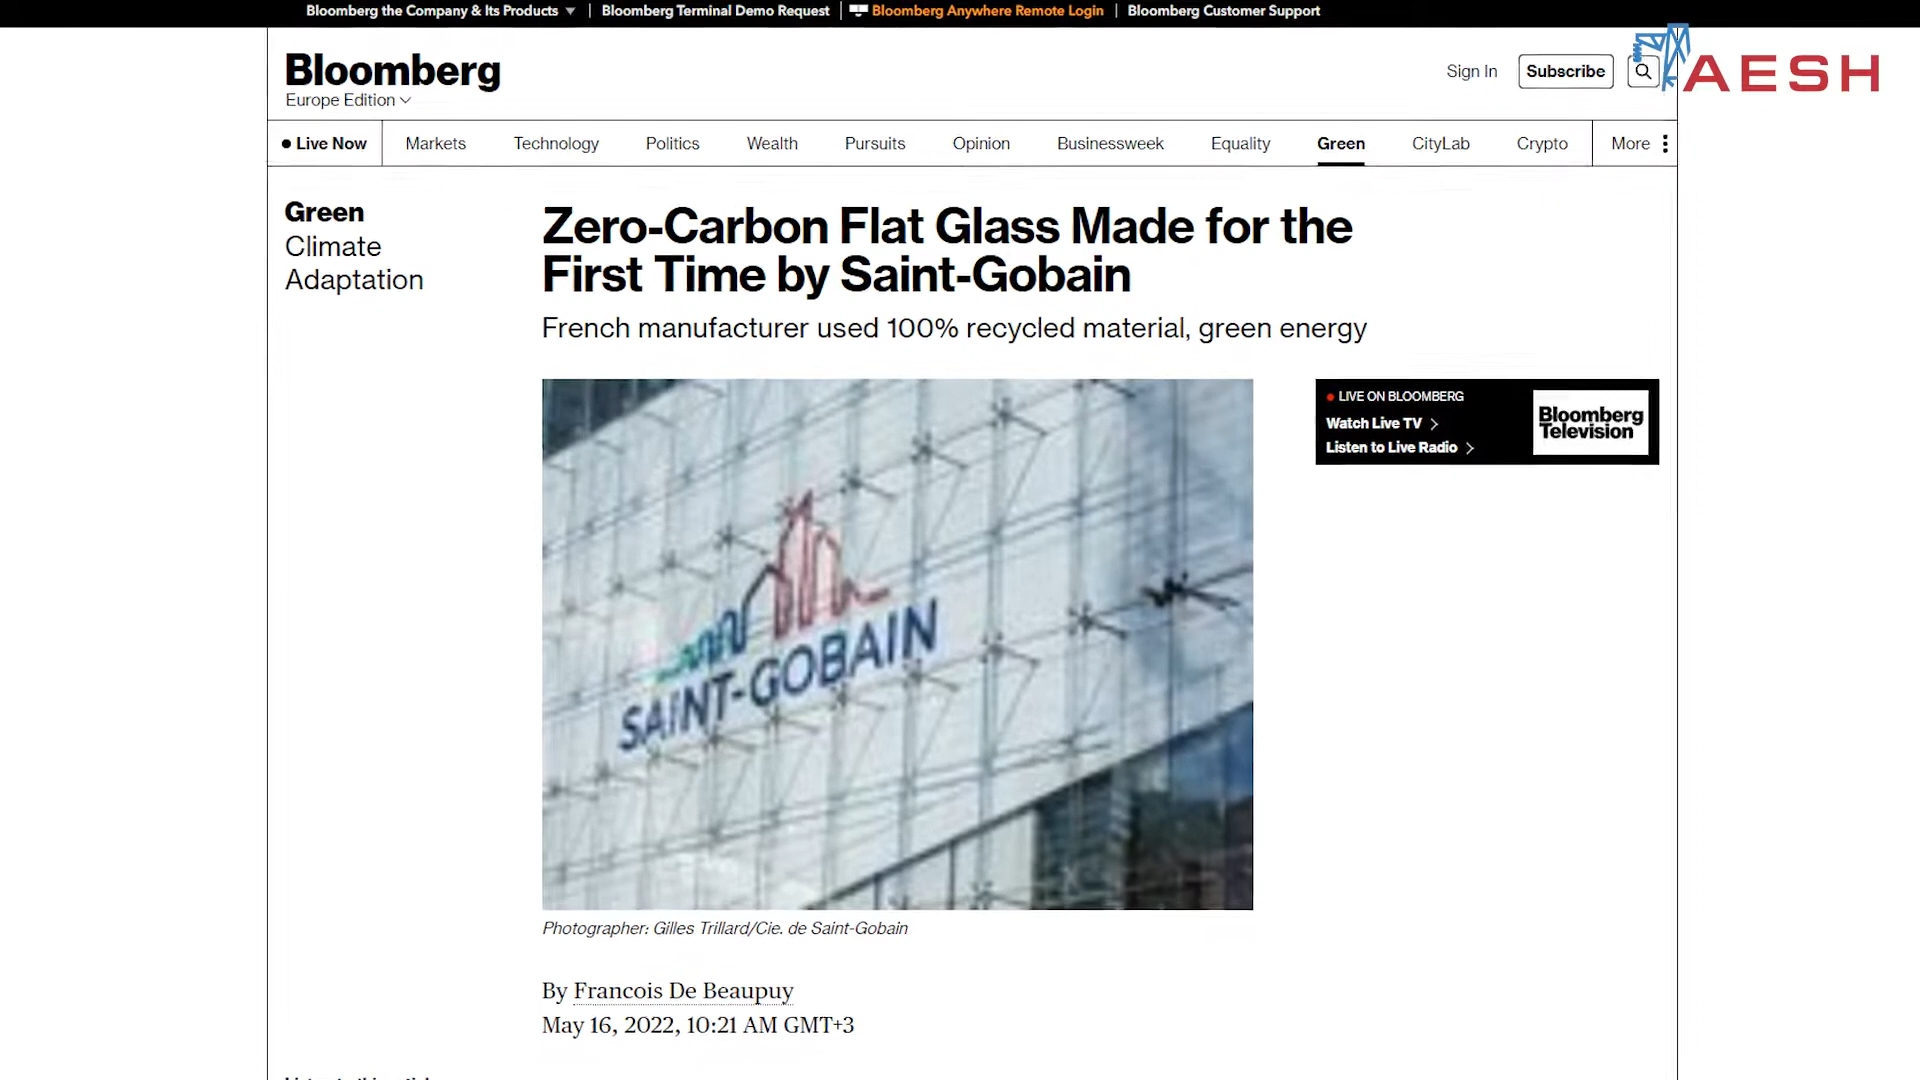 Bloomberg the Company & Its Products
Bloomberg Terminal Demo Request
Bloomberg Anywhere Remote Login
Bloomberg Customer Support
Bloomberg
Europe Edition
Sign In
Subscribe
AESH
Live Now
Markets
Technology
Politics
Wealth
Pursuits
Opinion
Businessweek
Equality
Green
CityLab
Crypto
More
Green
Climate
Adaptation
Zero-Carbon Flat Glass Made for the
First Time by Saint-Gobain
French manufacturer used 100% recycled material, green energy
SAINT-GOBAIN
LIVE ON BLOOMBERG
Watch Live TV
Listen to Live Radio
Bloomberg
Television
Photographer: Gilles Trillard/Cie. de Saint-Gobain
By Francois De Beaupuy
May 16, 2022, 10:21 AM GMT+3